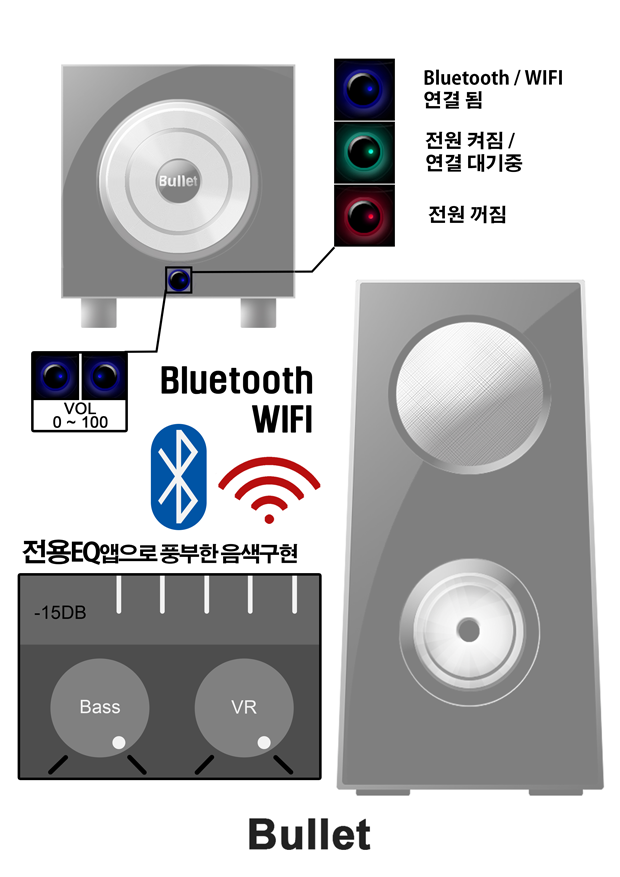 Bluetooth / WIFI
연결 됨
전원 켜짐 /
연결 대기중
전원 꺼짐
Bullet
VOL
0 ~ 100
Bluetooth
WIFI
전용EQ앱으로 풍부한 음색구현
-15DB
Bass
VR
Bullet